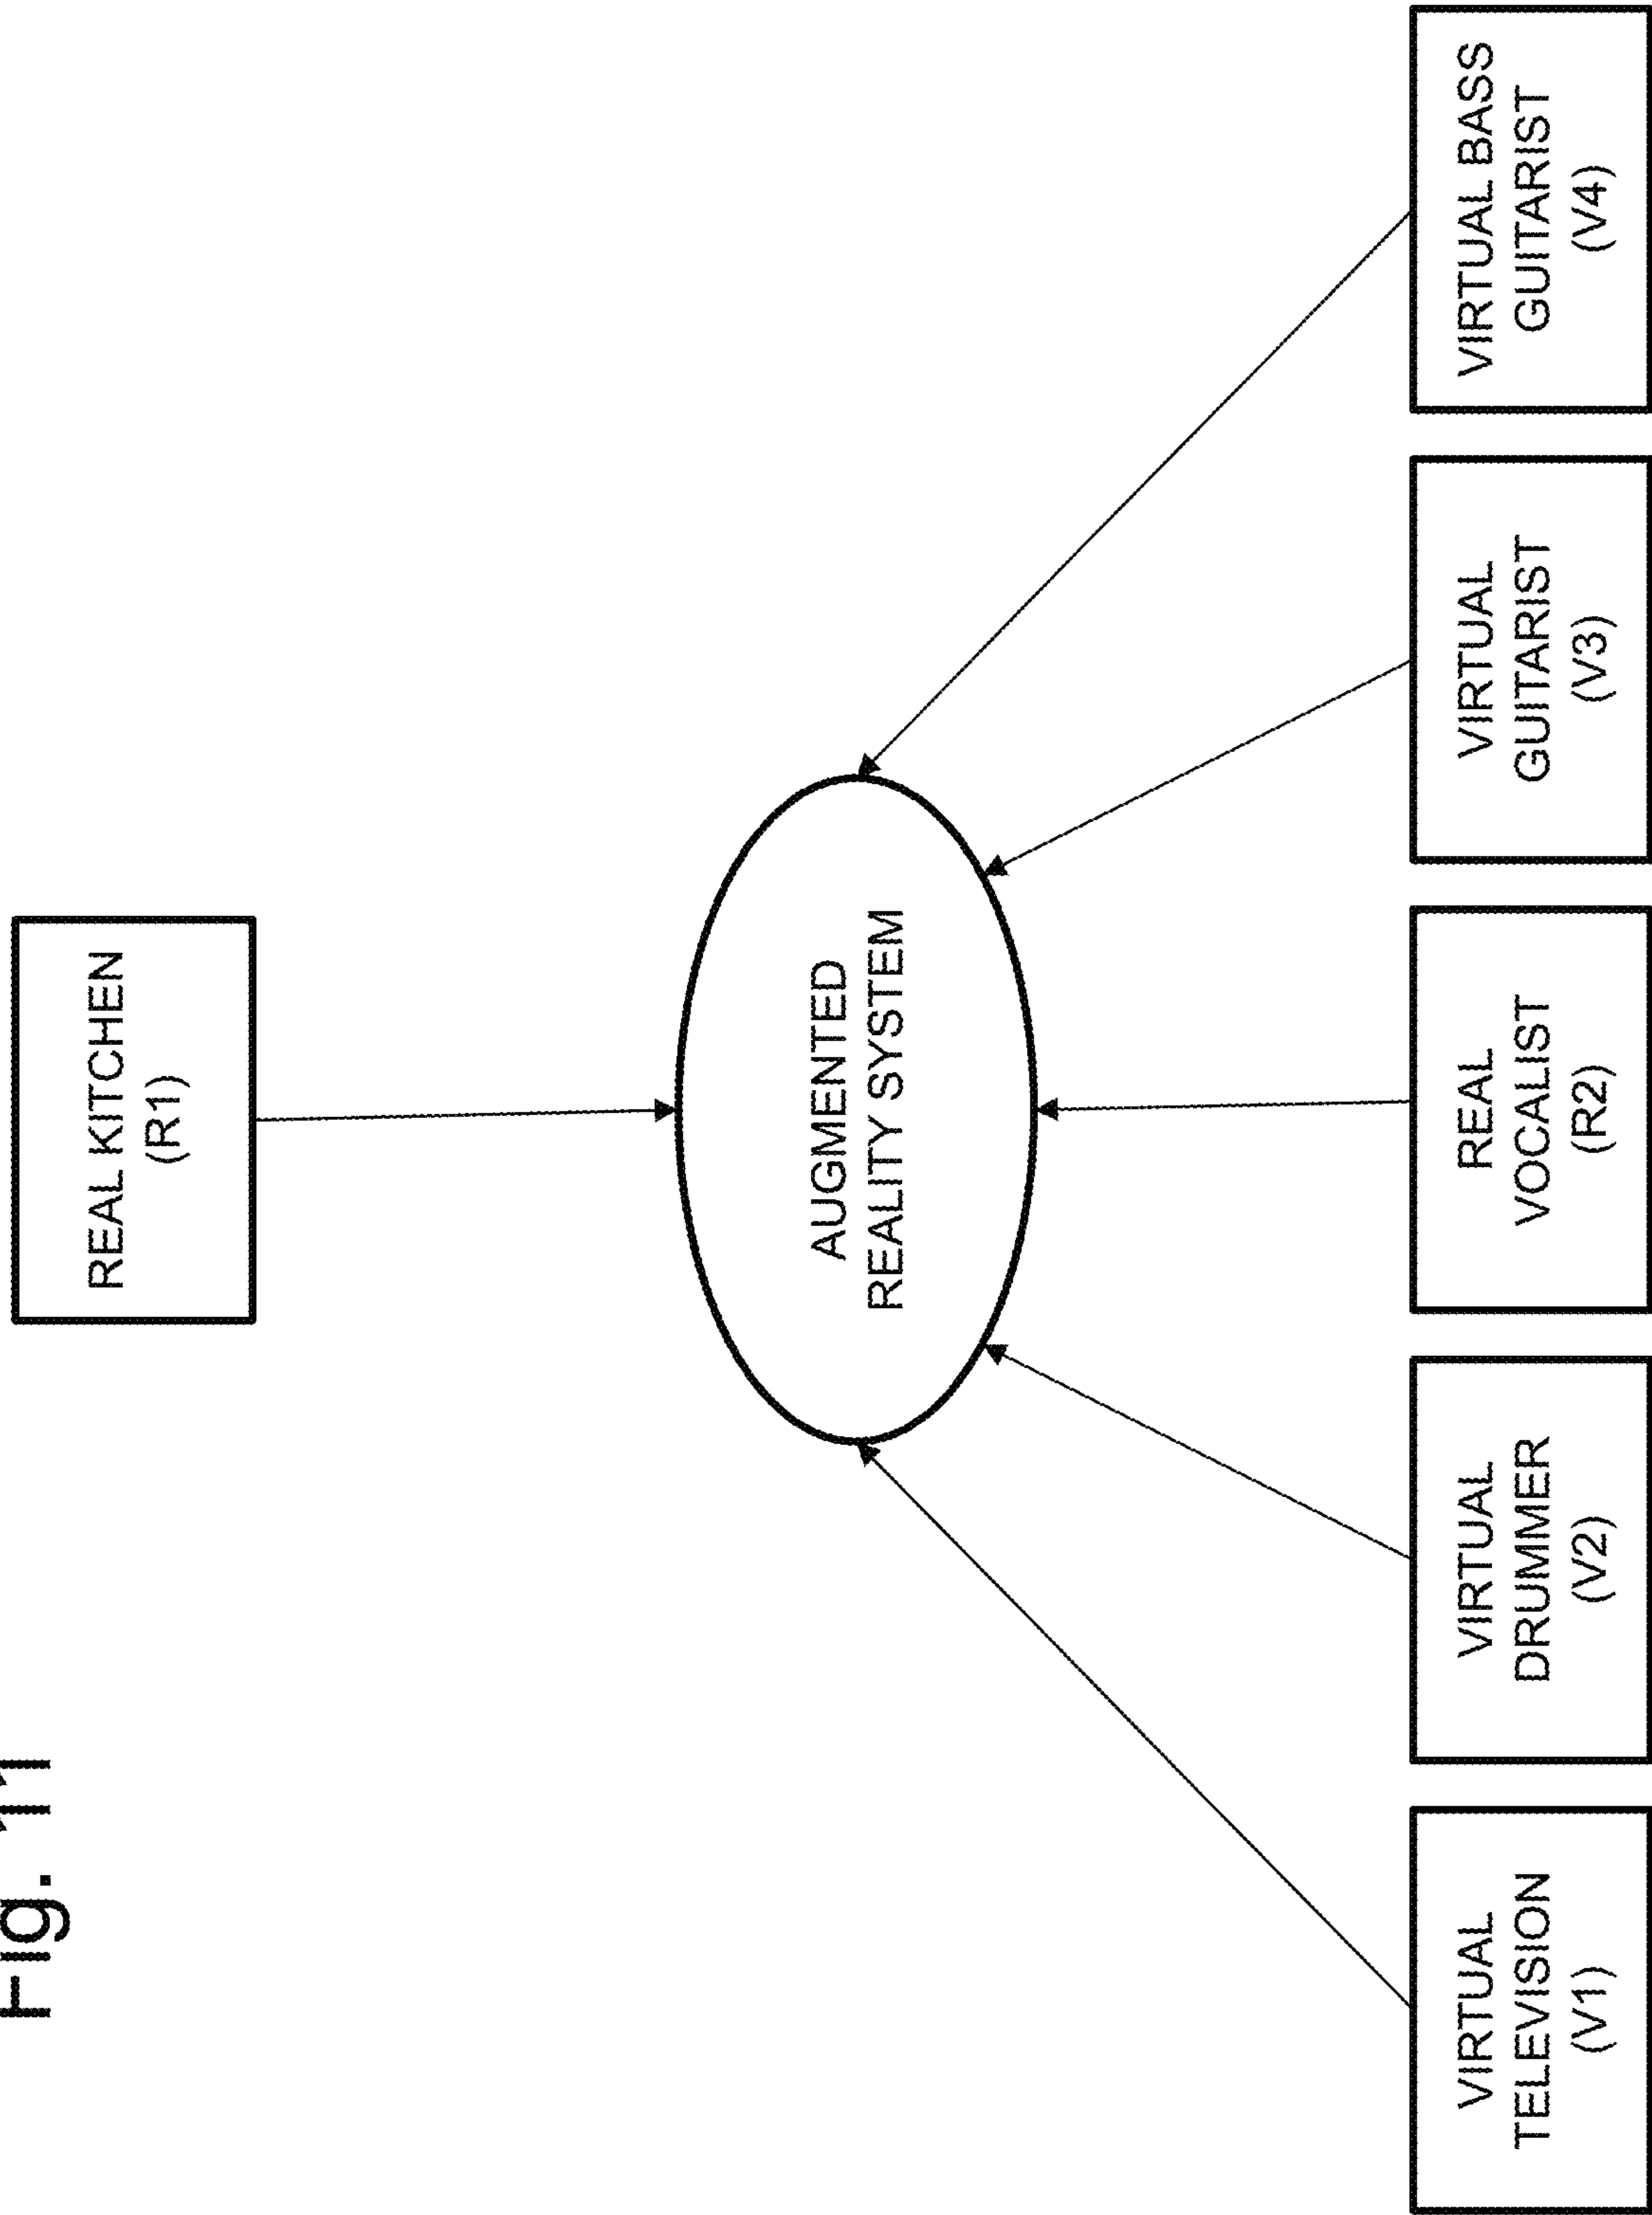 Fig. 11
REAL KITCHEN
(R1)
AUGMENTED
REALITY SYSTEM
VIRTUAL
TELEVISION
(V1)
VIRTUAL
DRUMMER
(V2)
REAL
VOCALIST
(R2)
VIRTUAL
GUITARIST
(V3)
VIRTUAL BASS
GUITARIST
(V4)